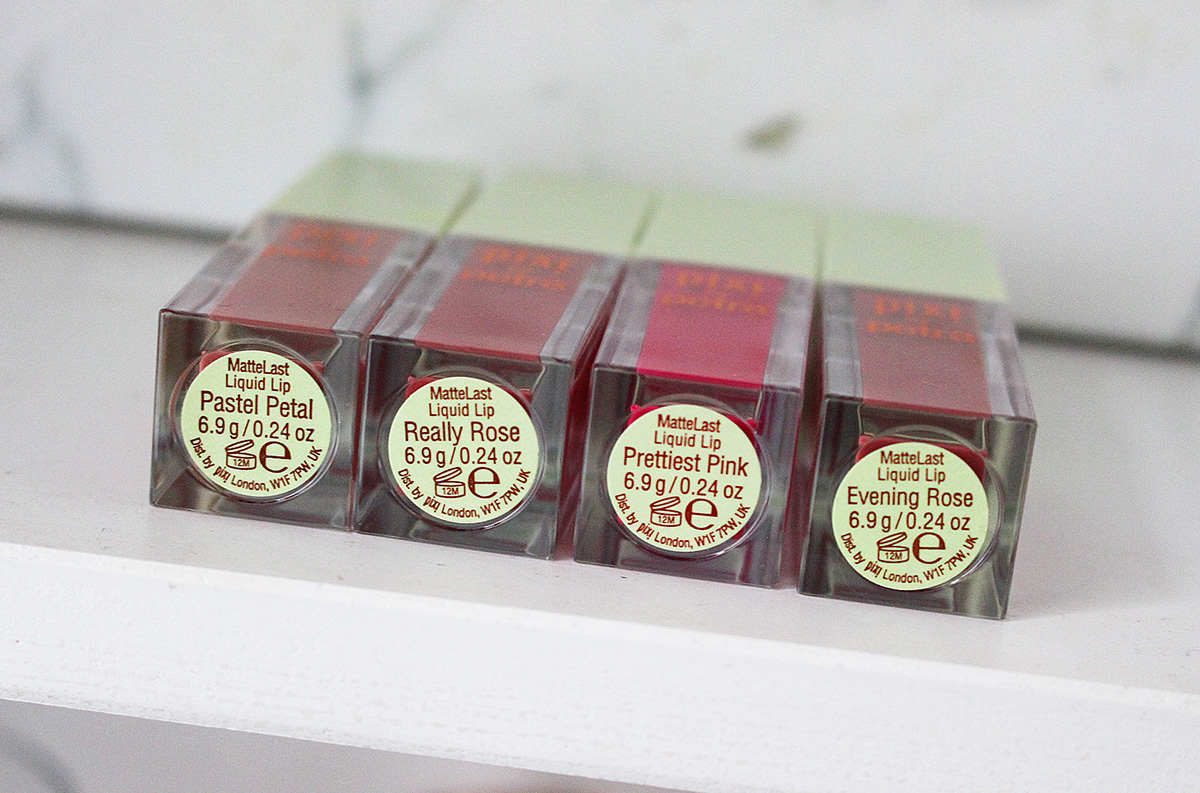 pixi
petra
pixi
petra
pixi
petra
pixi
petra
MatteLast
Liquid Lip
Pastel Petal
6.9 g / 0.24 oz
12M e
Dist. by pixi London, W1F 7PW, UK
MatteLast
Liquid Lip
Really Rose
6.9 g / 0.24 oz
12M e
Dist. by pixi London, W1F 7PW, UK
MatteLast
Liquid Lip
Prettiest Pink
6.9 g / 0.24 oz
12M e
Dist. by pixi London, W1F 7PW, UK
MatteLast
Liquid Lip
Evening Rose
6.9 g / 0.24 oz
12M e
Dist. by pixi London, W1F 7PW, UK